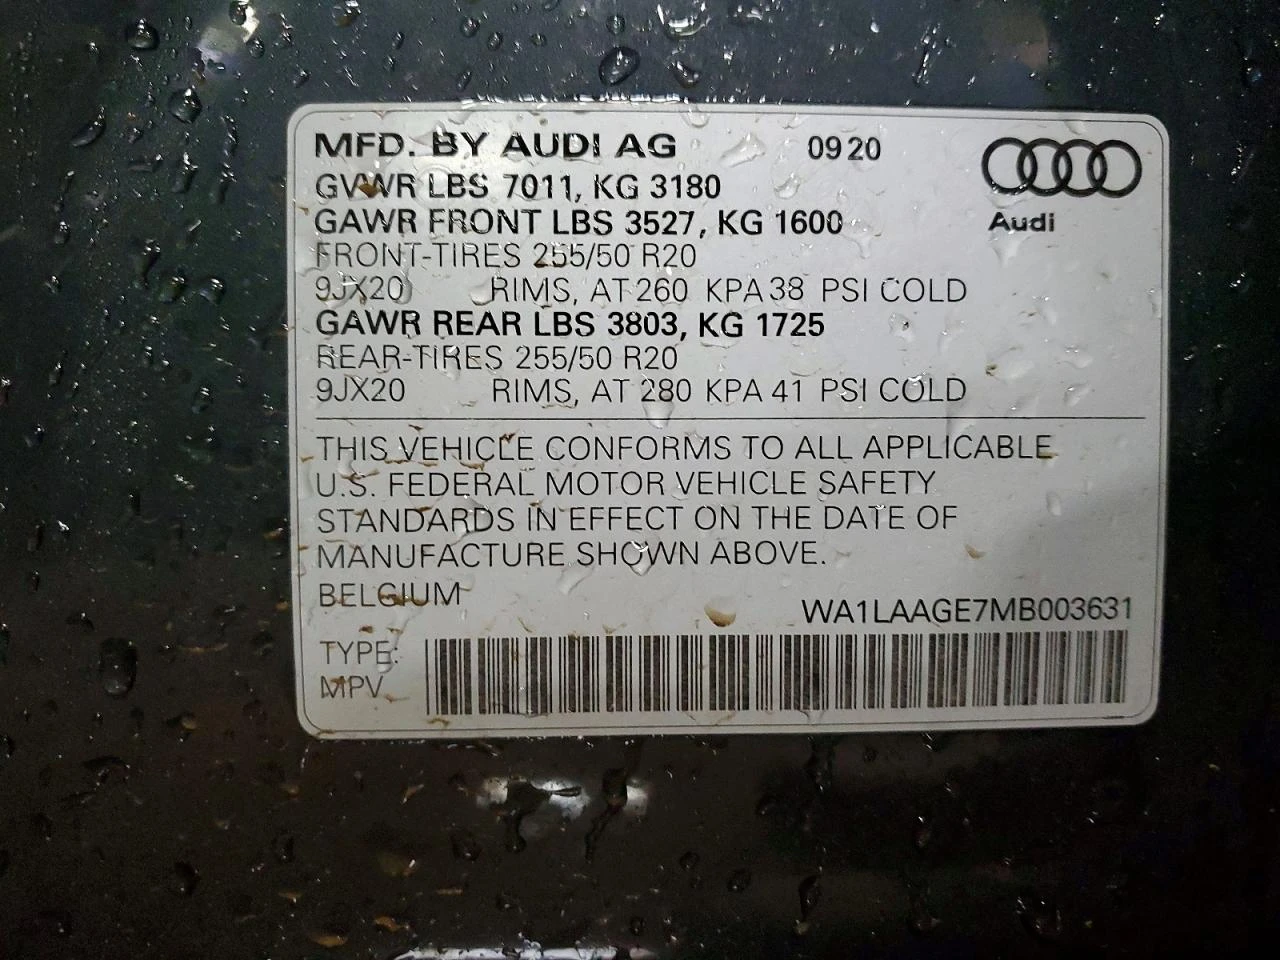 MFD. BY AUDI AG 09 20
GVWR LBS 7011, KG 3180
GAWR FRONT LBS 3527, KG 1600
Audi
FRONT-TIRES 255/50 R20
9JX20 RIMS, AT 260 KPA 38 PSI COLD
GAWR REAR LBS 3803, KG 1725
REAR-TIRES 255/50 R20
9JX20 RIMS, AT 280 KPA 41 PSI COLD
THIS VEHICLE CONFORMS TO ALL APPLICABLE
U.S. FEDERAL MOTOR VEHICLE SAFETY
STANDARDS IN EFFECT ON THE DATE OF
MANUFACTURE SHOWN ABOVE.
BELGIUM
WA1LAAGE7MB003631
TYPE:
MPV